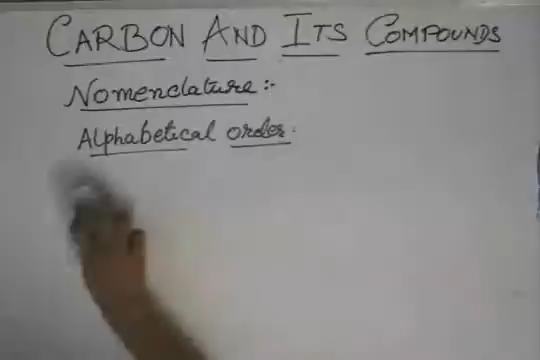 CARBON AND ITS COMPOUNDS
Nomenclature:-
Alphabetical order.